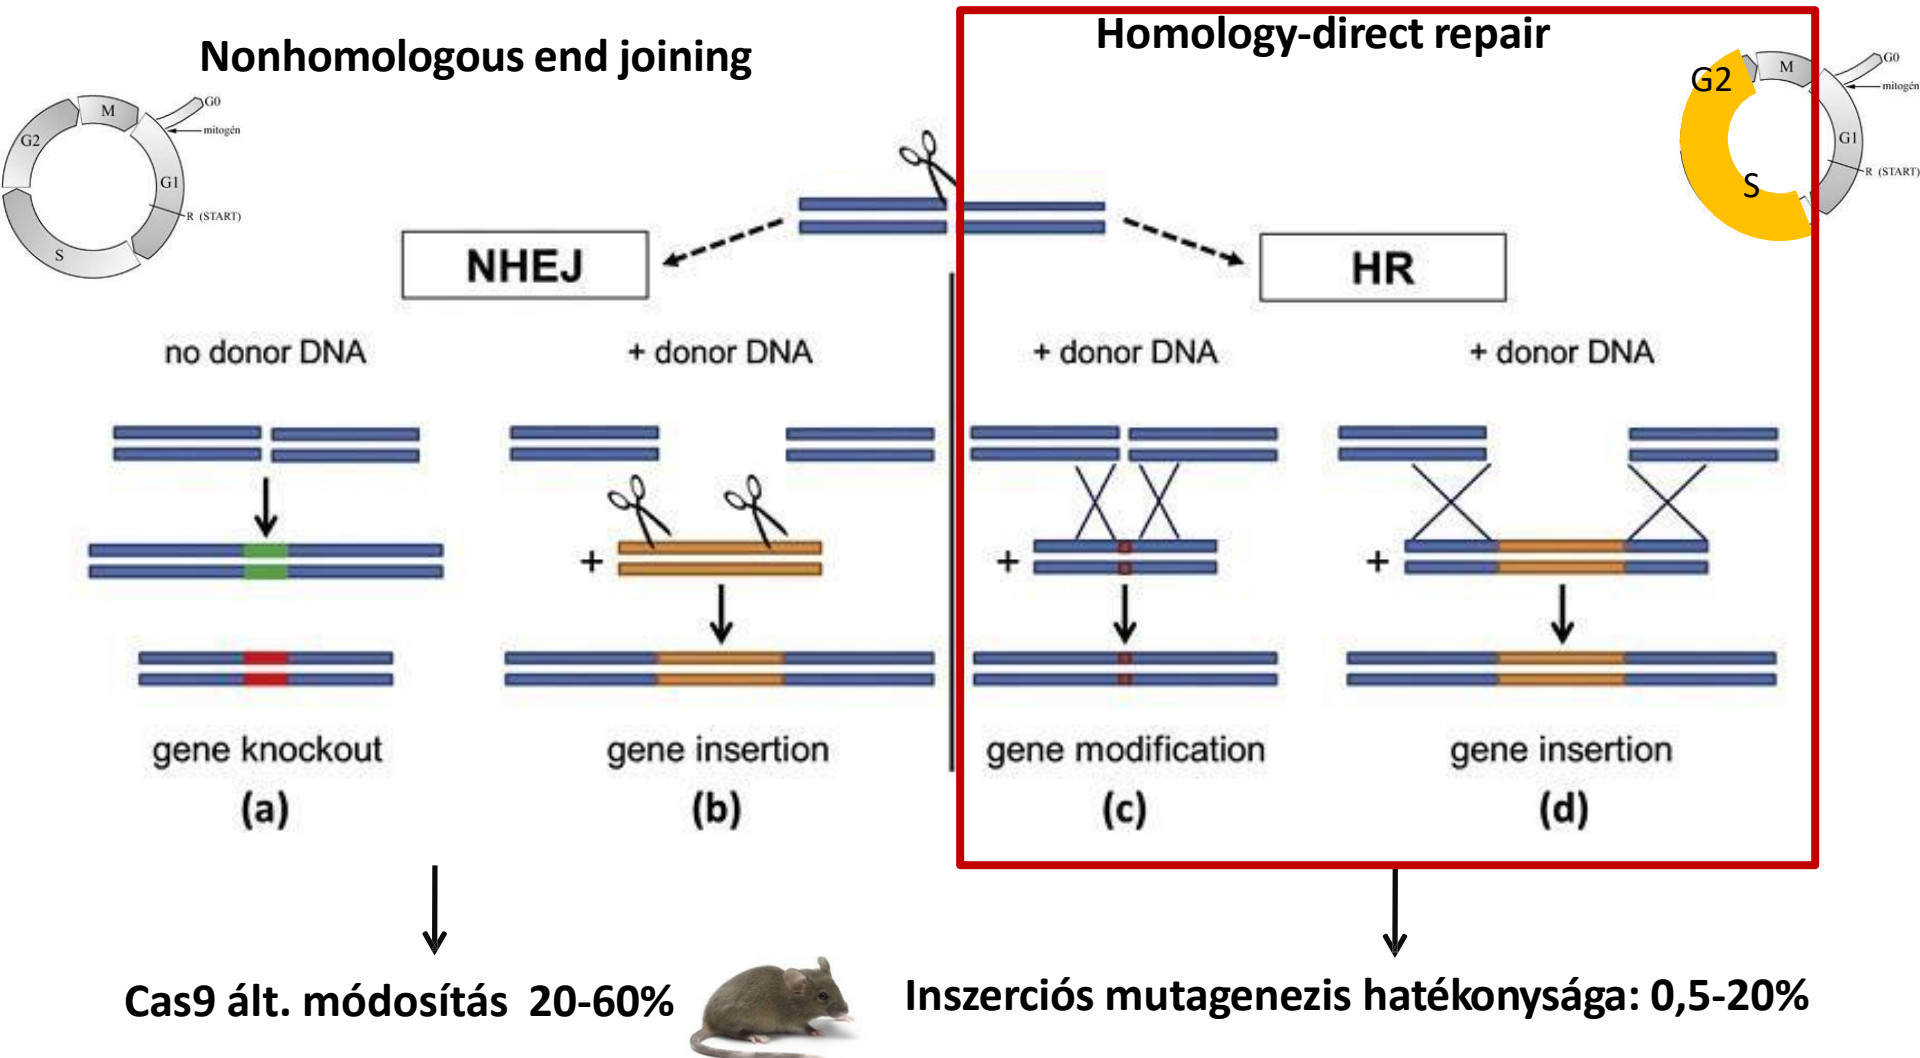 Nonhomologous end joining
Homology-direct repair
G0
M
mitogén
G2
G1
R (START)
S
G2
M
G0
mitogén
G1
R (START)
S
NHEJ
HR
no donor DNA
+ donor DNA
+ donor DNA
+ donor DNA
+
+
+
gene knockout
gene insertion
gene modification
gene insertion
(a)
(b)
(c)
(d)
Cas9 ált. módosítás 20-60%
Inszerciós mutagenezis hatékonysága: 0,5-20%